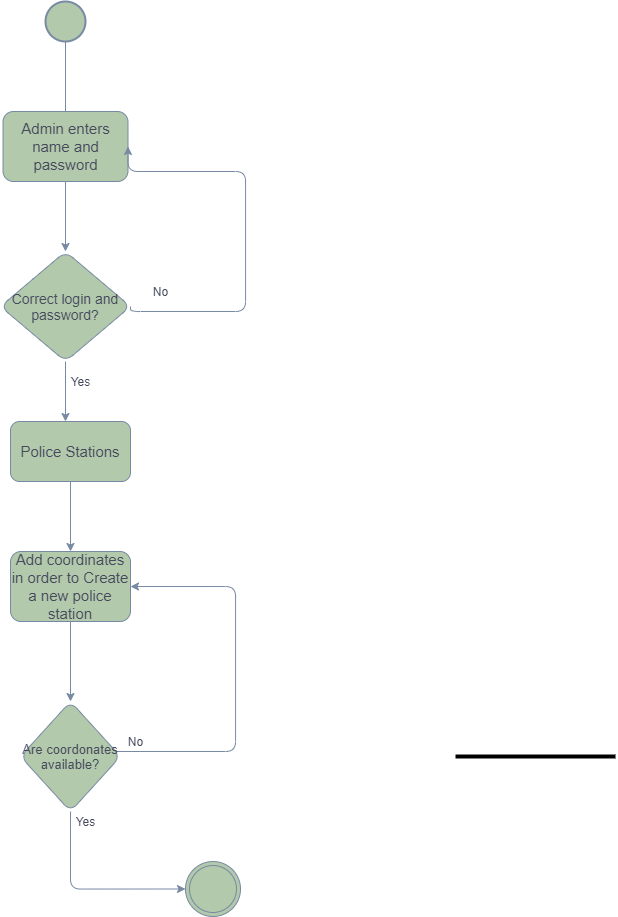 Admin enters
name and
password
Correct login and
password?
No
Yes
Police Stations
Add coordinates
in order to Create
a new police
station
Are coordonates
available?
No
Yes